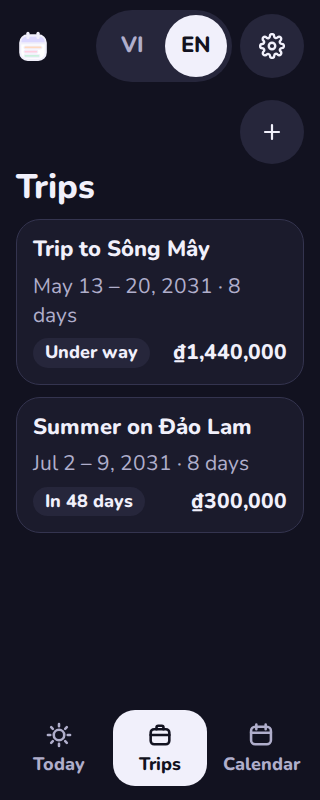 VI
EN
Trips
Trip to Sông Mây
May 13 – 20, 2031 · 8
days
Under way
₫1,440,000
Summer on Đảo Lam
Jul 2 – 9, 2031 · 8 days
In 48 days
₫300,000
Today
Trips
Calendar